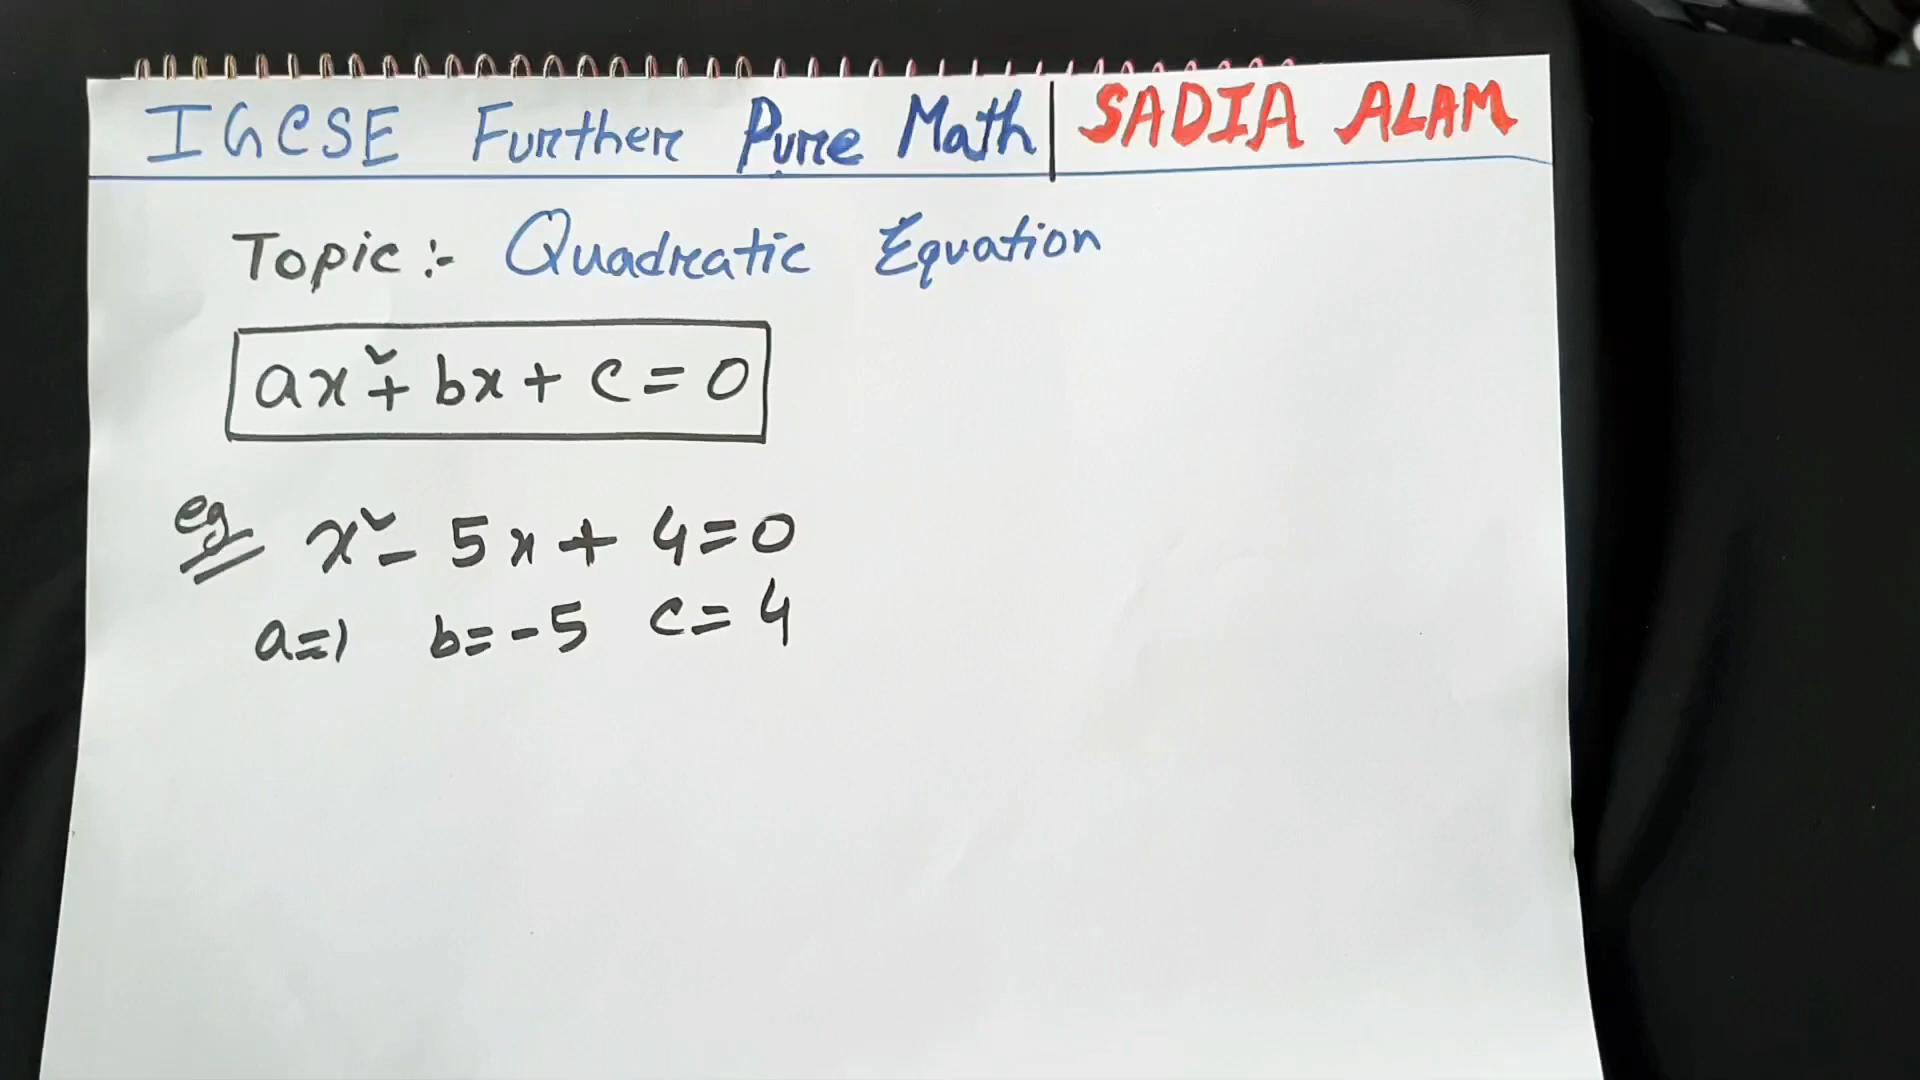 IGCSE Further Pure Math | SADIA ALAM
Topic :- Quadratic Equation
ax² + bx + c = 0
eg x² - 5x + 4 = 0
a=1 b=-5 c=4